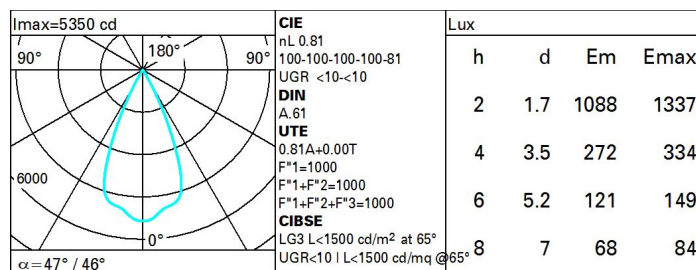 Imax=5350 cd
90°
180°
90°
6000
0°
α=47° / 46°
CIE
nL 0.81
100-100-100-100-81
UGR <10-<10
DIN
A.61
UTE
0.81A+0.00T
F"1=1000
F"1+F"2=1000
F"1+F"2+F"3=1000
CIBSE
LG3 L<1500 cd/m² at 65°
UGR<10 | L<1500 cd/mq @65°
Lux
h d Em Emax
2 1.7 1088 1337
4 3.5 272 334
6 5.2 121 149
8 7 68 84